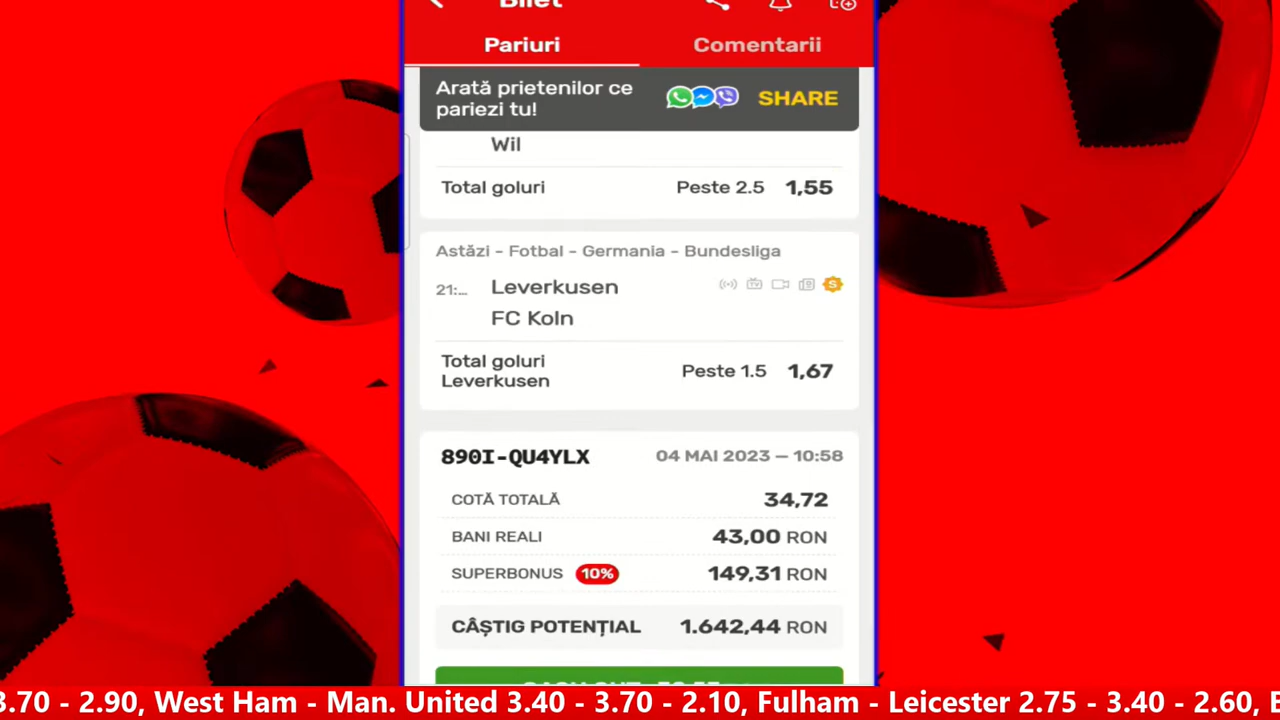 Bilet
Pariuri Comentarii
Arată prietenilor ce
pariezi tu!
SHARE
Wil
Total goluri Peste 2.5 1,55
Astăzi - Fotbal - Germania - Bundesliga
21:... Leverkusen
FC Koln
TV
S
Total goluri
Leverkusen
Peste 1.5 1,67
890I-QU4YLX 04 MAI 2023 — 10:58
COTĂ TOTALĂ 34,72
BANI REALI 43,00 RON
SUPERBONUS 10% 149,31 RON
CÂȘTIG POTENȚIAL 1.642,44 RON
3.70 - 2.90, West Ham - Man. United 3.40 - 3.70 - 2.10, Fulham - Leicester 2.75 - 3.40 - 2.60,